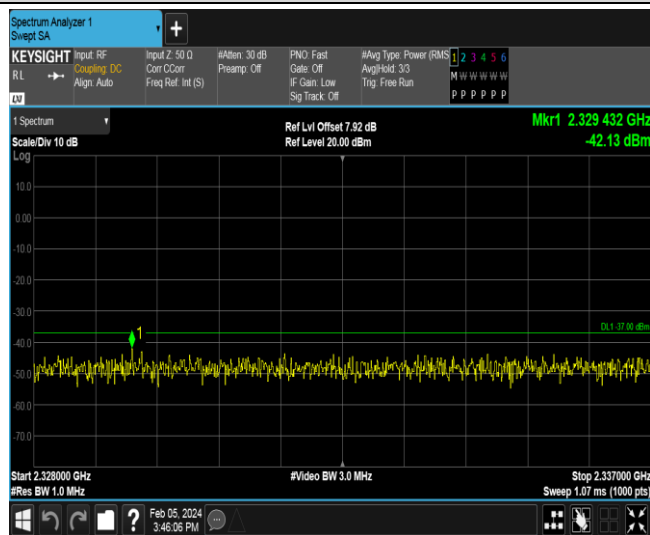 Spectrum Analyzer 1
Swept SA
+
KEYSIGHT
RL
LXI
Input: RF
Coupling: DC
Align: Auto
Input Z: 50 Ω
Corr CCorr
Freq Ref: Int (S)
#Atten: 30 dB
Preamp: Off
PNO: Fast
Gate: Off
IF Gain: Low
Sig Track: Off
#Avg Type: Power (RMS
Avg|Hold: 3/3
Trig: Free Run
1 2 3 4 5 6
M W W W W W
P P P P P P
1 Spectrum
Scale/Div 10 dB
Log
Ref Lvl Offset 7.92 dB
Ref Level 20.00 dBm
Mkr1 2.329 432 GHz
-42.13 dBm
10.0
0.00
-10.0
-20.0
-30.0
DL1 -37.00 dBm
1
-40.0
-50.0
-60.0
-70.0
Start 2.328000 GHz
#Res BW 1.0 MHz
#Video BW 3.0 MHz
Stop 2.337000 GHz
Sweep 1.07 ms (1000 pts)
?
Feb 05, 2024
3:46:06 PM